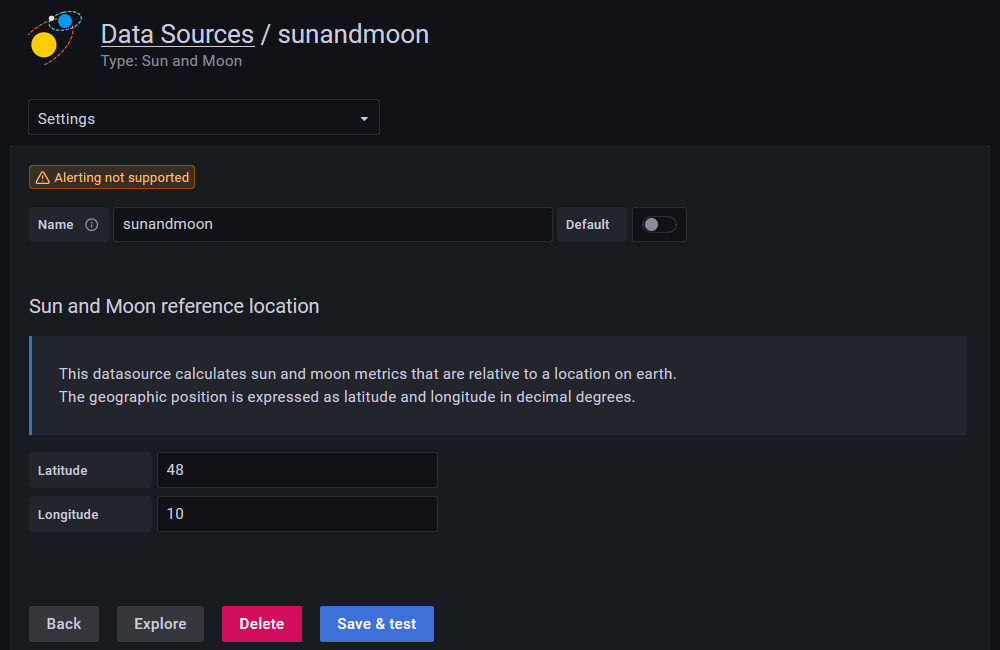 Data Sources / sunandmoon
Type: Sun and Moon
Settings
Alerting not supported
Name sunandmoon Default
Sun and Moon reference location
This datasource calculates sun and moon metrics that are relative to a location on earth.
The geographic position is expressed as latitude and longitude in decimal degrees.
Latitude 48
Longitude 10
Back Explore Delete Save & test